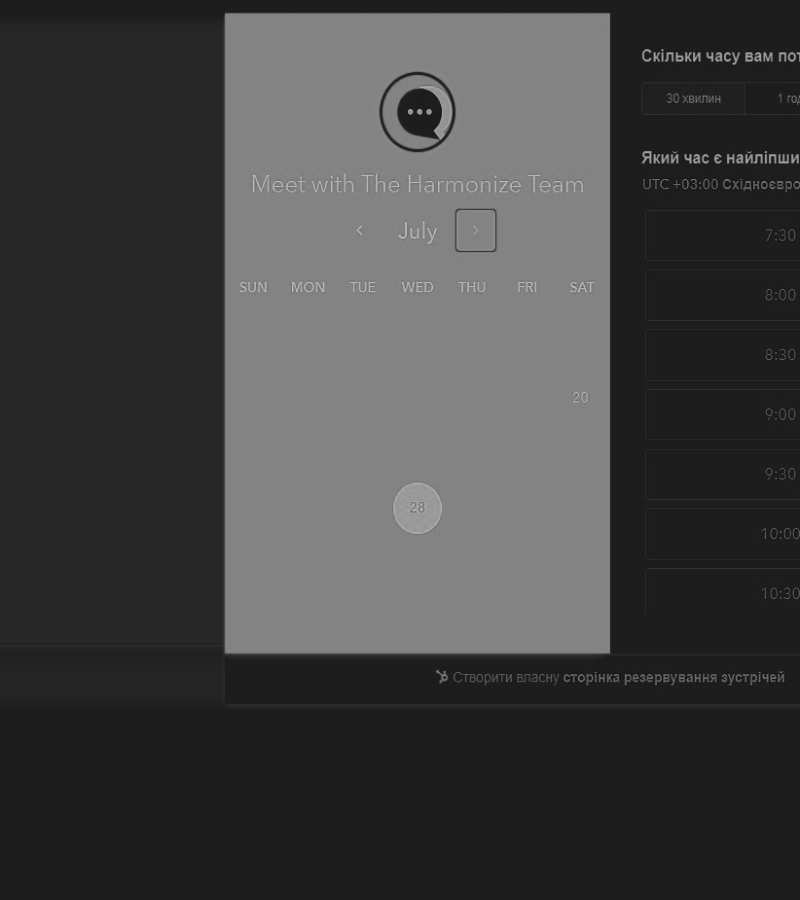 Meet with The Harmonize Team
July
SUN MON TUE WED THU FRI SAT
20
28
Скільки часу вам пот
30 хвилин 1 год
Який час є найліпши
UTC +03:00 Східноєвро
7:30
8:00
8:30
9:00
9:30
10:00
10:30
Створити власну сторінка резервування зустрічей